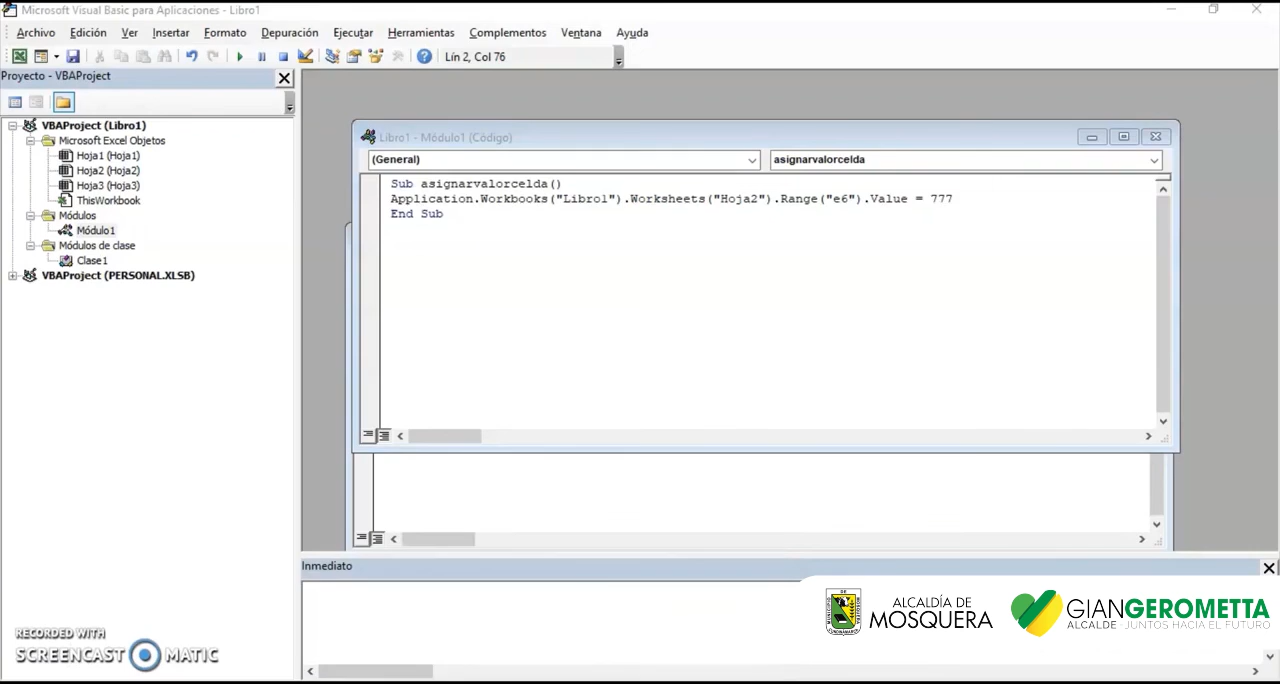 Microsoft Visual Basic para Aplicaciones - Libro1
Archivo Edición Ver Insertar Formato Depuración Ejecutar Herramientas Complementos Ventana Ayuda
Lín 2, Col 76
Proyecto - VBAProject
VBAProject (Libro1)
Microsoft Excel Objetos
Hoja1 (Hoja1)
Hoja2 (Hoja2)
Hoja3 (Hoja3)
ThisWorkbook
Módulos
Módulo1
Módulos de clase
Clase1
VBAProject (PERSONAL.XLSB)
Libro1 - Módulo1 (Código)
(General) asignarvalorcelda
Sub asignarvalorcelda()
Application.Workbooks("Libro1").Worksheets("Hoja2").Range("e6").Value = 777
End Sub
Inmediato
RECORDED WITH
SCREENCAST MATIC
ALCALDÍA DE
MOSQUERA
GIANGEROMETTA
ALCALDE - JUNTOS HACIA EL FUTURO